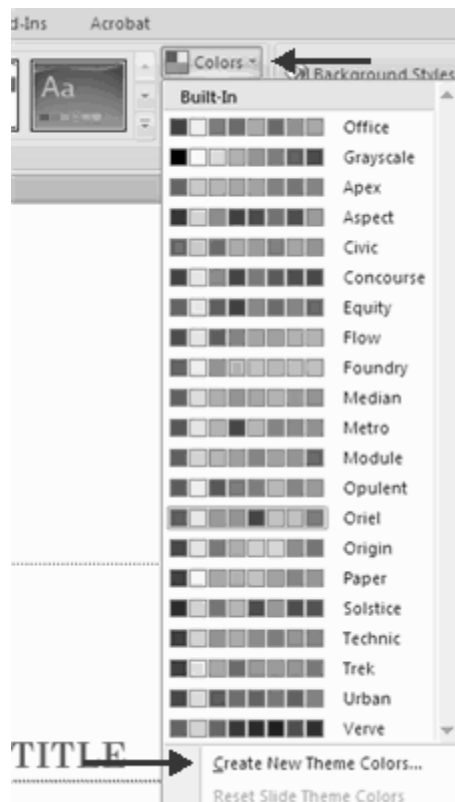 d-Ins Acrobat
Colors
Background Styles
Aa
Built-In
Office
Grayscale
Apex
Aspect
Civic
Concourse
Equity
Flow
Foundry
Median
Metro
Module
Opulent
Oriel
Origin
Paper
Solstice
Technic
Trek
Urban
Verve
TITLE
Create New Theme Colors...
Reset Slide Theme Colors